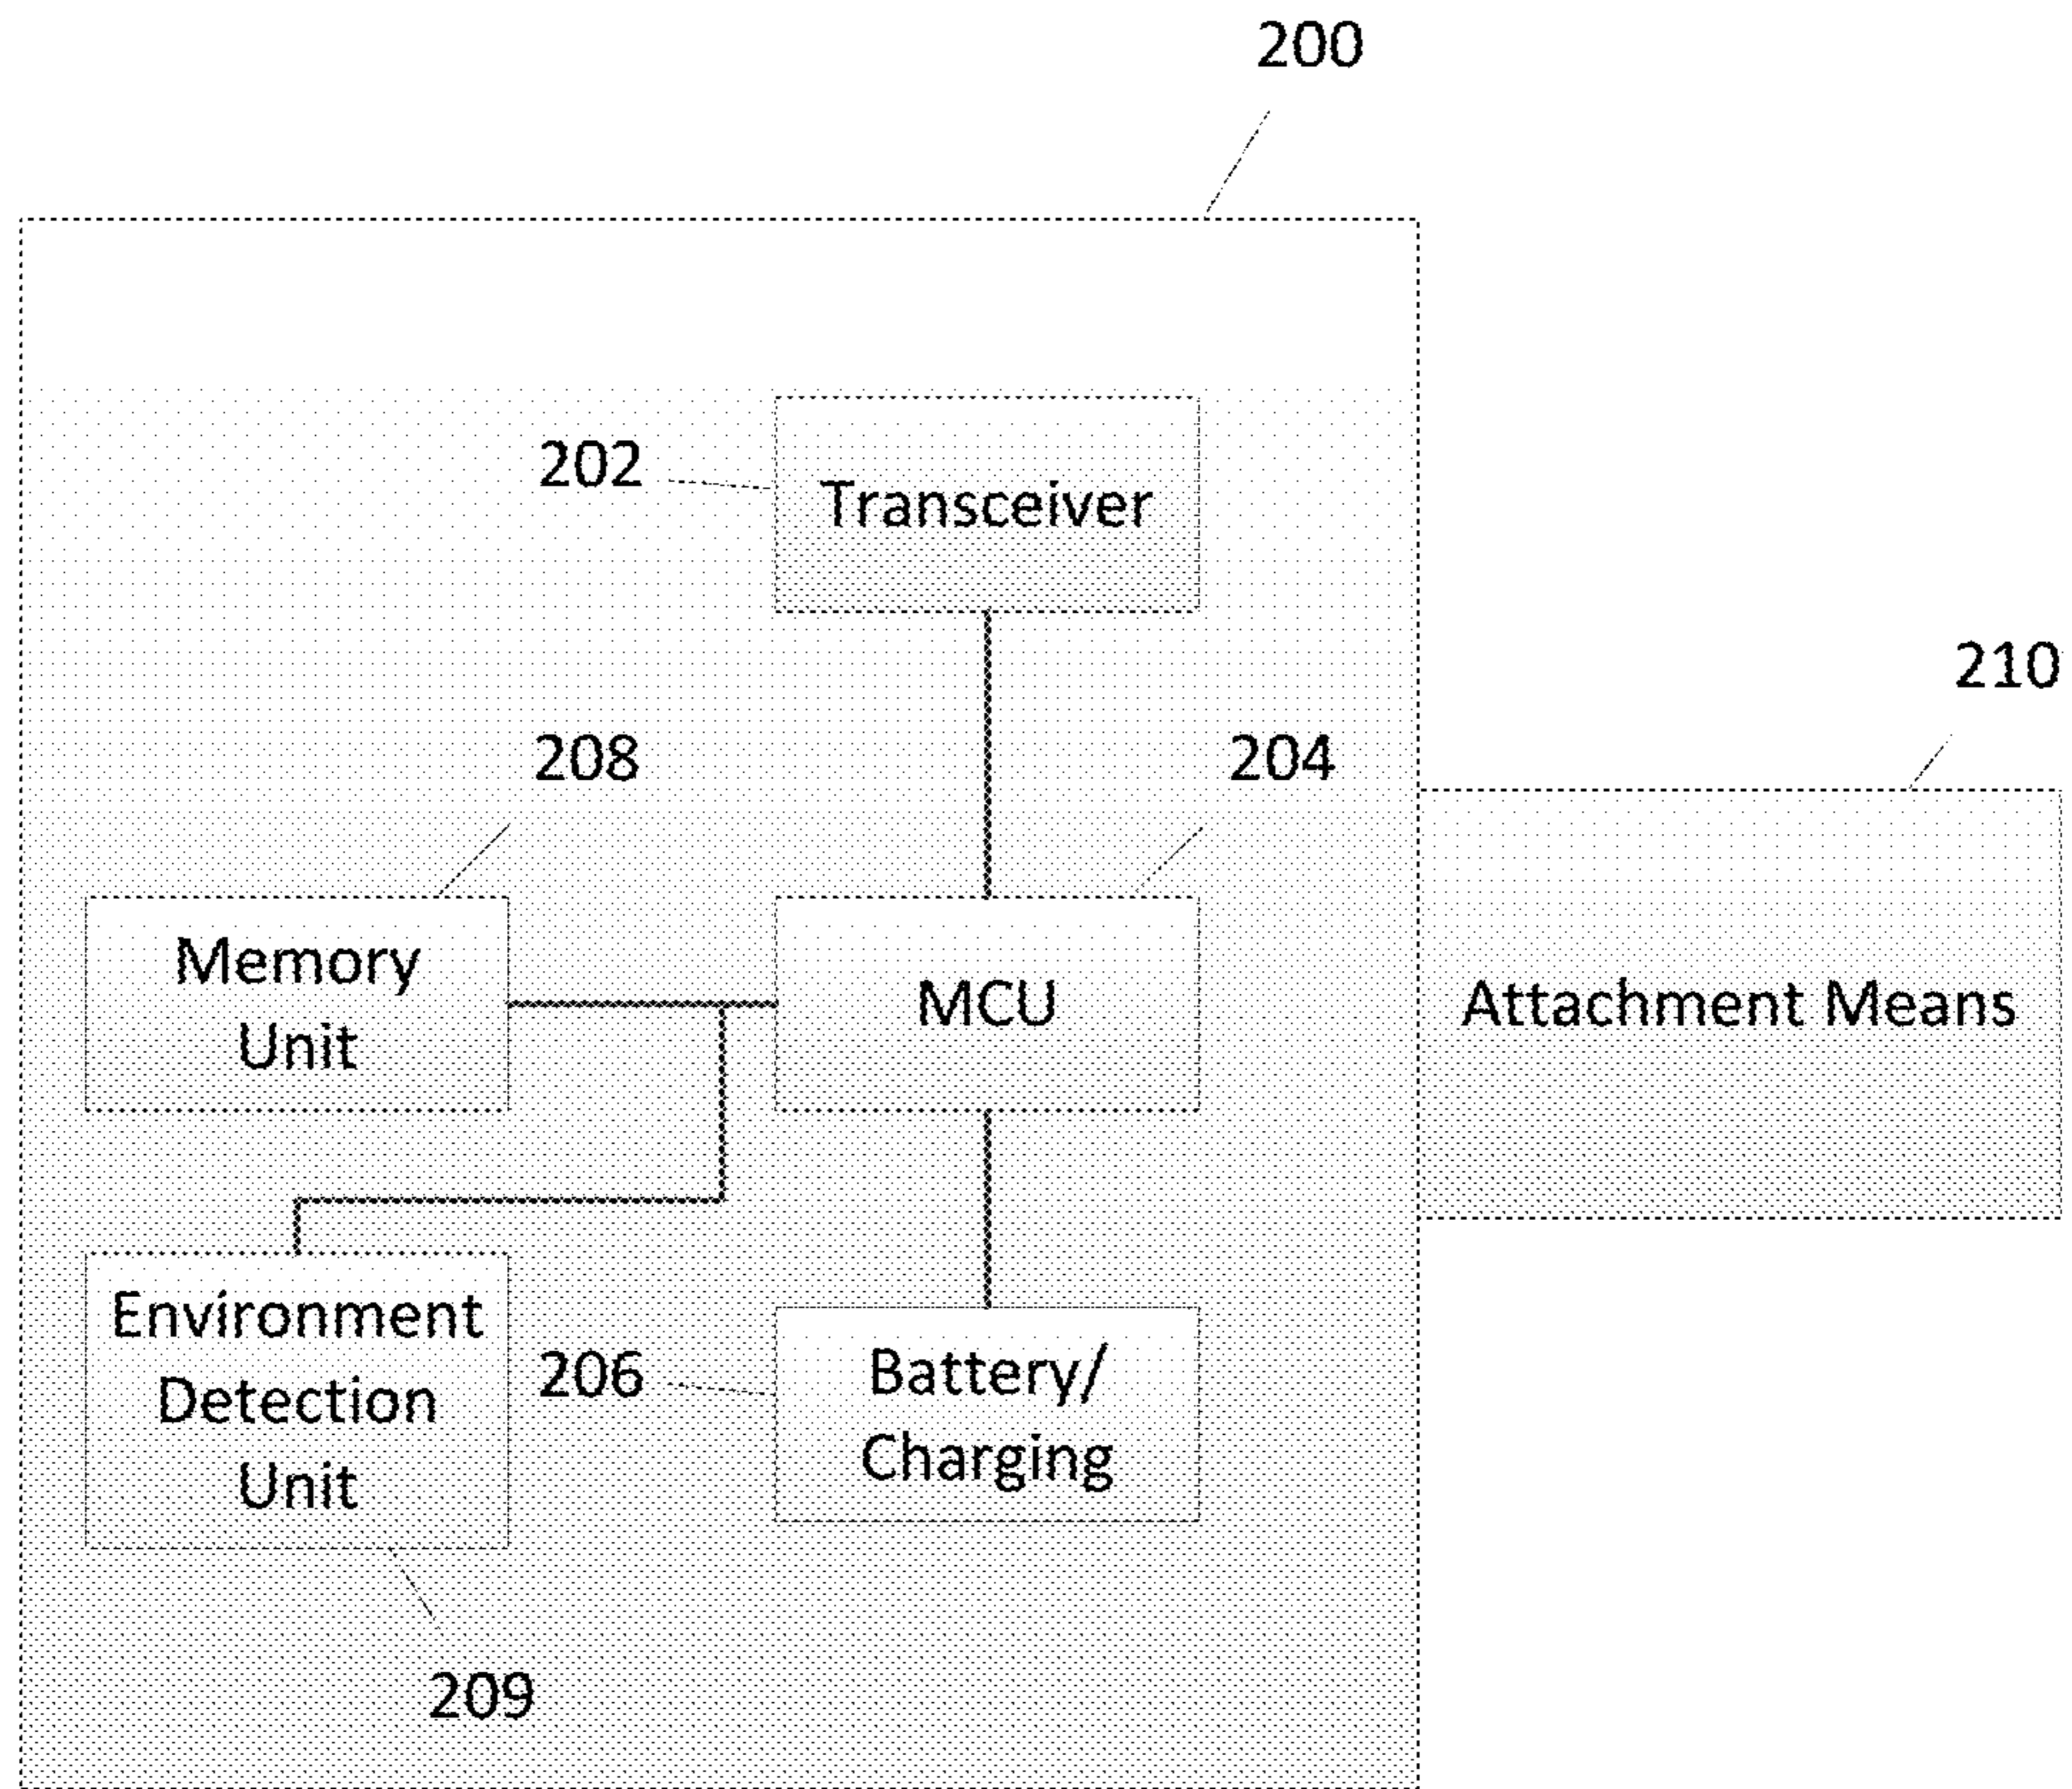 200
202
Transceiver
210
208
204
Memory
Unit
MCU
Attachment Means
Environment
Detection
Unit
206
Battery/
Charging
209